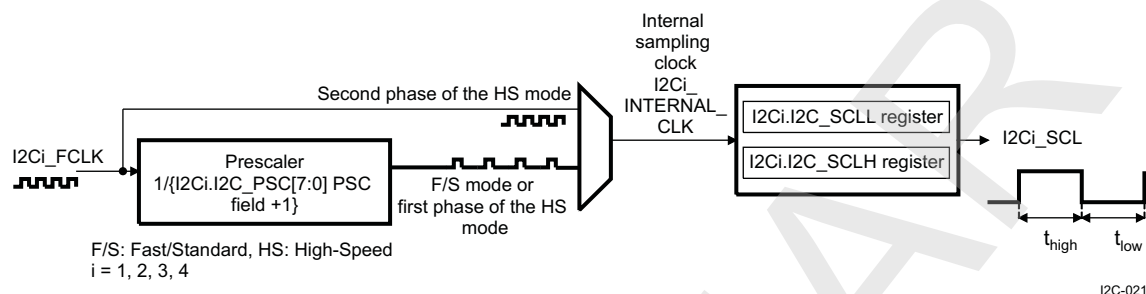 Internal
sampling
clock
I2Ci_
INTERNAL_
CLK
Second phase of the HS mode
I2Ci.I2C_SCLL register
I2Ci_FCLK
Prescaler
1/{I2Ci.I2C_PSC[7:0] PSC
field +1}
F/S mode or
first phase of the HS
mode
I2Ci.I2C_SCLH register
I2Ci_SCL
thigh
tlow
F/S: Fast/Standard, HS: High-Speed
i = 1, 2, 3, 4
I2C-021